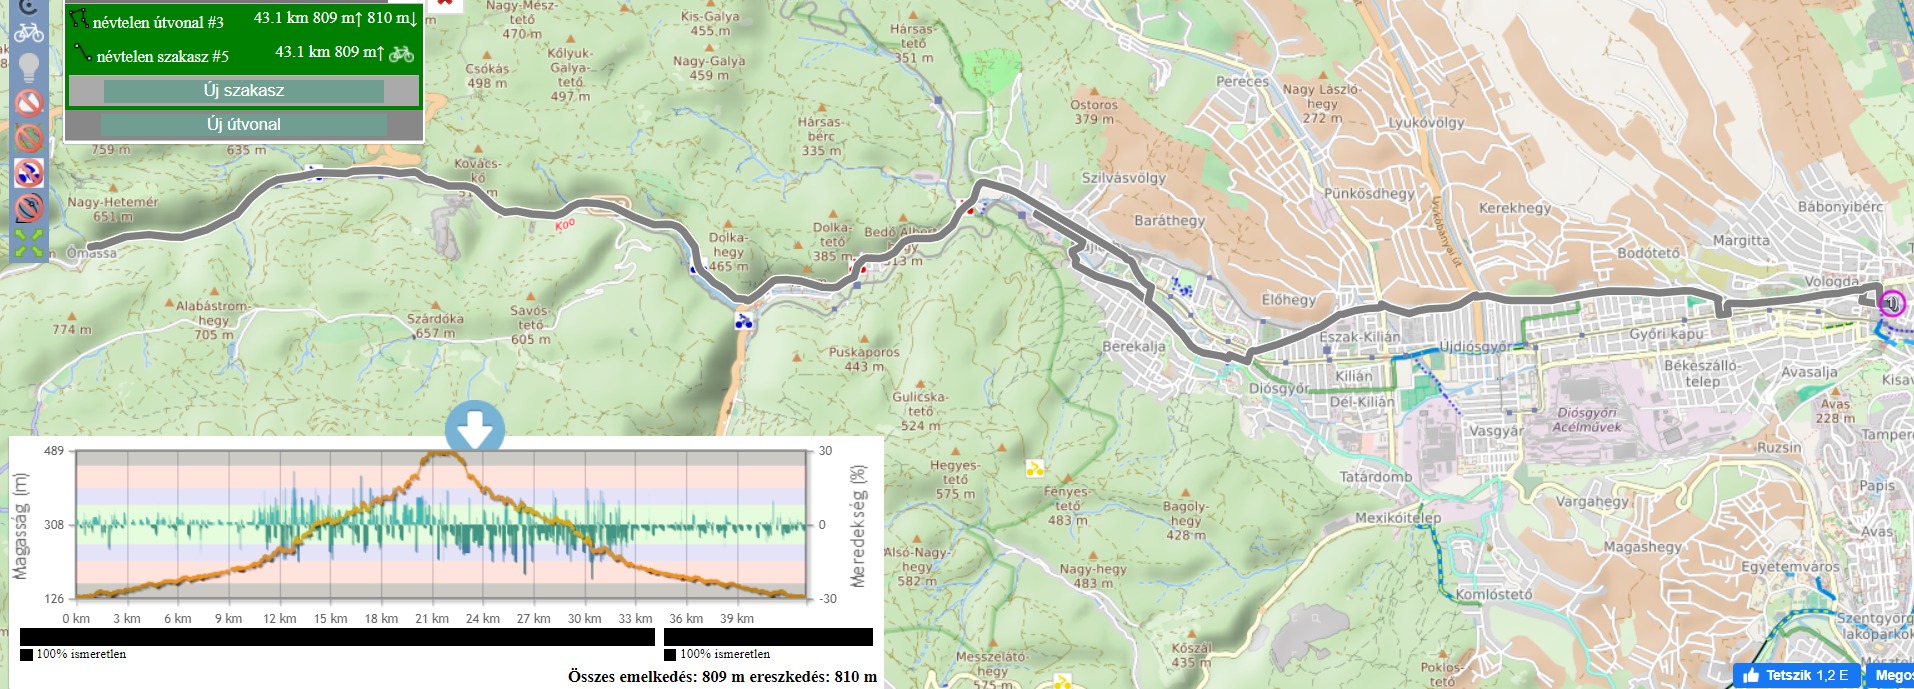 névtelen útvonal #3 43.1 km 809 m↑ 810 m↓
névtelen szakasz #5 43.1 km 809 m↑
Új szakasz
Új útvonal
759 m
635 m
Nagy-Mész-
tető
470 m
Kis-Galya
455 m
Kőlyuk-
Galya-
tető
497 m
Csókás
498 m
Nagy-Galya
459 m
Hársas-
tető
351 m
Hársas-
bérc
335 m
Ostoros
379 m
Pereces
Nagy László-
hegy
272 m
Lyukóvölgy
Kovács-
kő
Nagy-Hetemér
651 m
Ómassa
Koo
Dolka-
hegy
465 m
Dolka-
tető
385 m
Bedő Albert
hegy
313 m
Szilvásvölgy
Baráthegy
Pünkösdhegy
Kerekhegy
Lyukóbányai út
Bábonyibérc
Margitta
Bodótető
Vologda
Előhegy
Alabástrom-
hegy
705 m
774 m
Szárdóka
657 m
Savós-
tető
605 m
Puskaporos
443 m
Berekalja
Észak-Kilián
Újdiósgyőr
Győri kapu
Diósgyőr
Kilián
Dél-Kilián
Békeszálló-
telep
Avasalja
Kisav
Avas
228 m
Diósgyőri
Acélművek
Vasgyár
Gulicska-
tető
524 m
Hegyes-
tető
575 m
Fényes-
tető
483 m
Bagoly-
hegy
428 m
Tatárdomb
Mexikóitelep
Vargahegy
Ruzsin
Tampere
Papis
Avas
Alsó-Nagy-
hegy
582 m
Nagy-hegy
483 m
Magashegy
Egyetemváros
Komlóstető
Szentgyörgy
lakóparkok
Messzelátó-
hegy
575 m
Kőszál
435 m
Poklos-
tető
Magasság (m)
489
308
126
Meredekség (%)
30
0
-30
0 km 3 km 6 km 9 km 12 km 15 km 18 km 21 km 24 km 27 km 30 km 33 km 36 km 39 km
100% ismeretlen 100% ismeretlen
Összes emelkedés: 809 m ereszkedés: 810 m
Tetszik 1,2 E
Megos